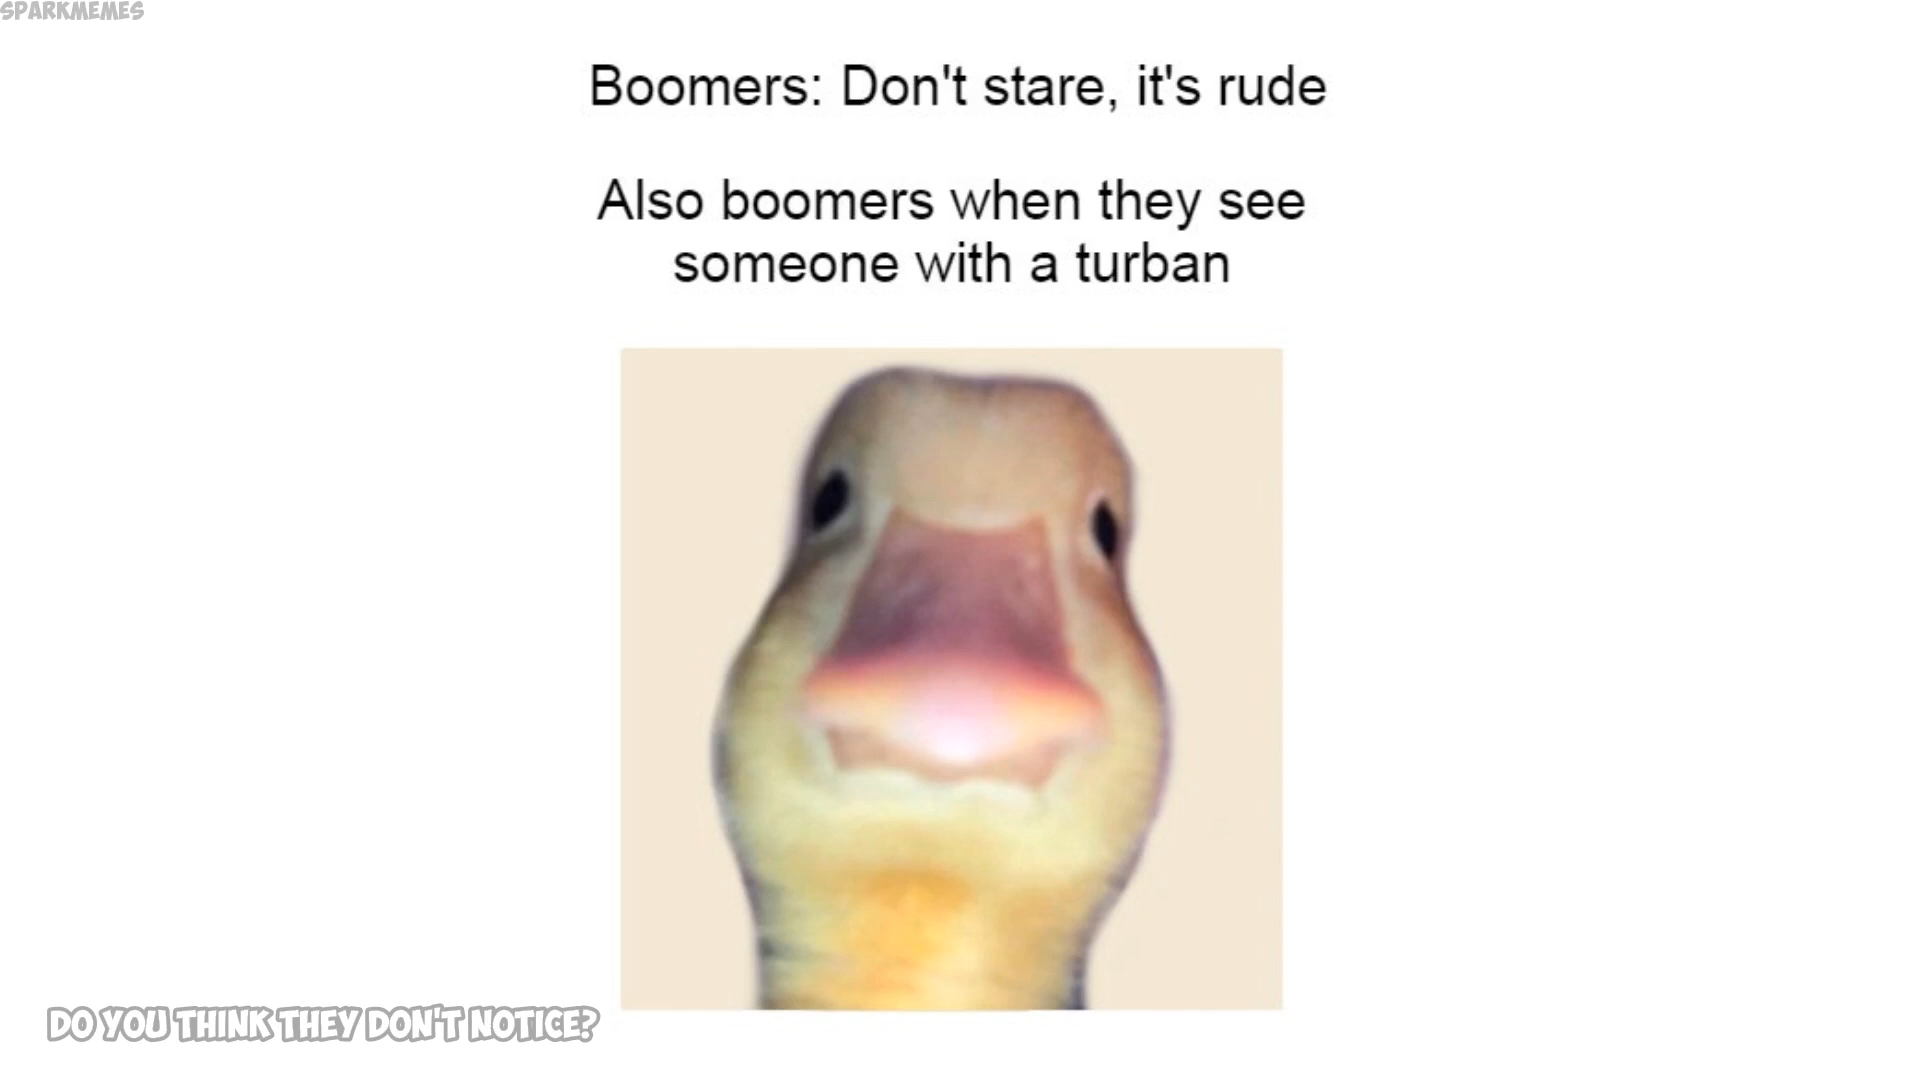 SPARKMEMES
Boomers: Don't stare, it's rude
Also boomers when they see
someone with a turban
DO YOU THINK THEY DON'T NOTICE?